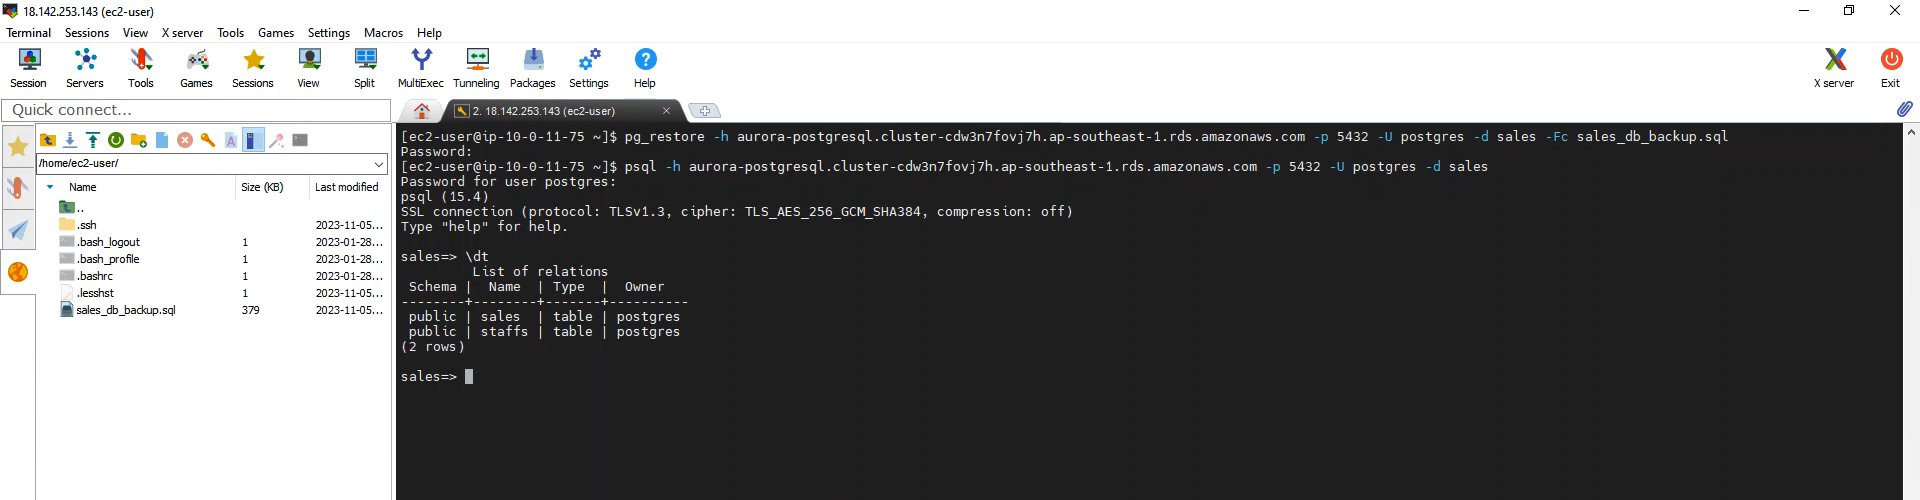 18.142.253.143 (ec2-user)
Terminal Sessions View X server Tools Games Settings Macros Help
Session Servers Tools Games Sessions View Split MultiExec Tunneling Packages Settings Help X server Exit
Quick connect...
2. 18.142.253.143 (ec2-user)
/home/ec2-user/
Name Size (KB) Last modified
..
.ssh 2023-11-05...
.bash_logout 1 2023-01-28...
.bash_profile 1 2023-01-28...
.bashrc 1 2023-01-28...
.lesshst 1 2023-11-05...
sales_db_backup.sql 379 2023-11-05...
[ec2-user@ip-10-0-11-75 ~]$ pg_restore -h aurora-postgresql.cluster-cdw3n7fovj7h.ap-southeast-1.rds.amazonaws.com -p 5432 -U postgres -d sales -Fc sales_db_backup.sql
Password:
[ec2-user@ip-10-0-11-75 ~]$ psql -h aurora-postgresql.cluster-cdw3n7fovj7h.ap-southeast-1.rds.amazonaws.com -p 5432 -U postgres -d sales
Password for user postgres:
psql (15.4)
SSL connection (protocol: TLSv1.3, cipher: TLS_AES_256_GCM_SHA384, compression: off)
Type "help" for help.
sales=> \dt
List of relations
Schema | Name | Type | Owner
--------+--------+-------+----------
public | sales | table | postgres
public | staffs | table | postgres
(2 rows)
sales=>